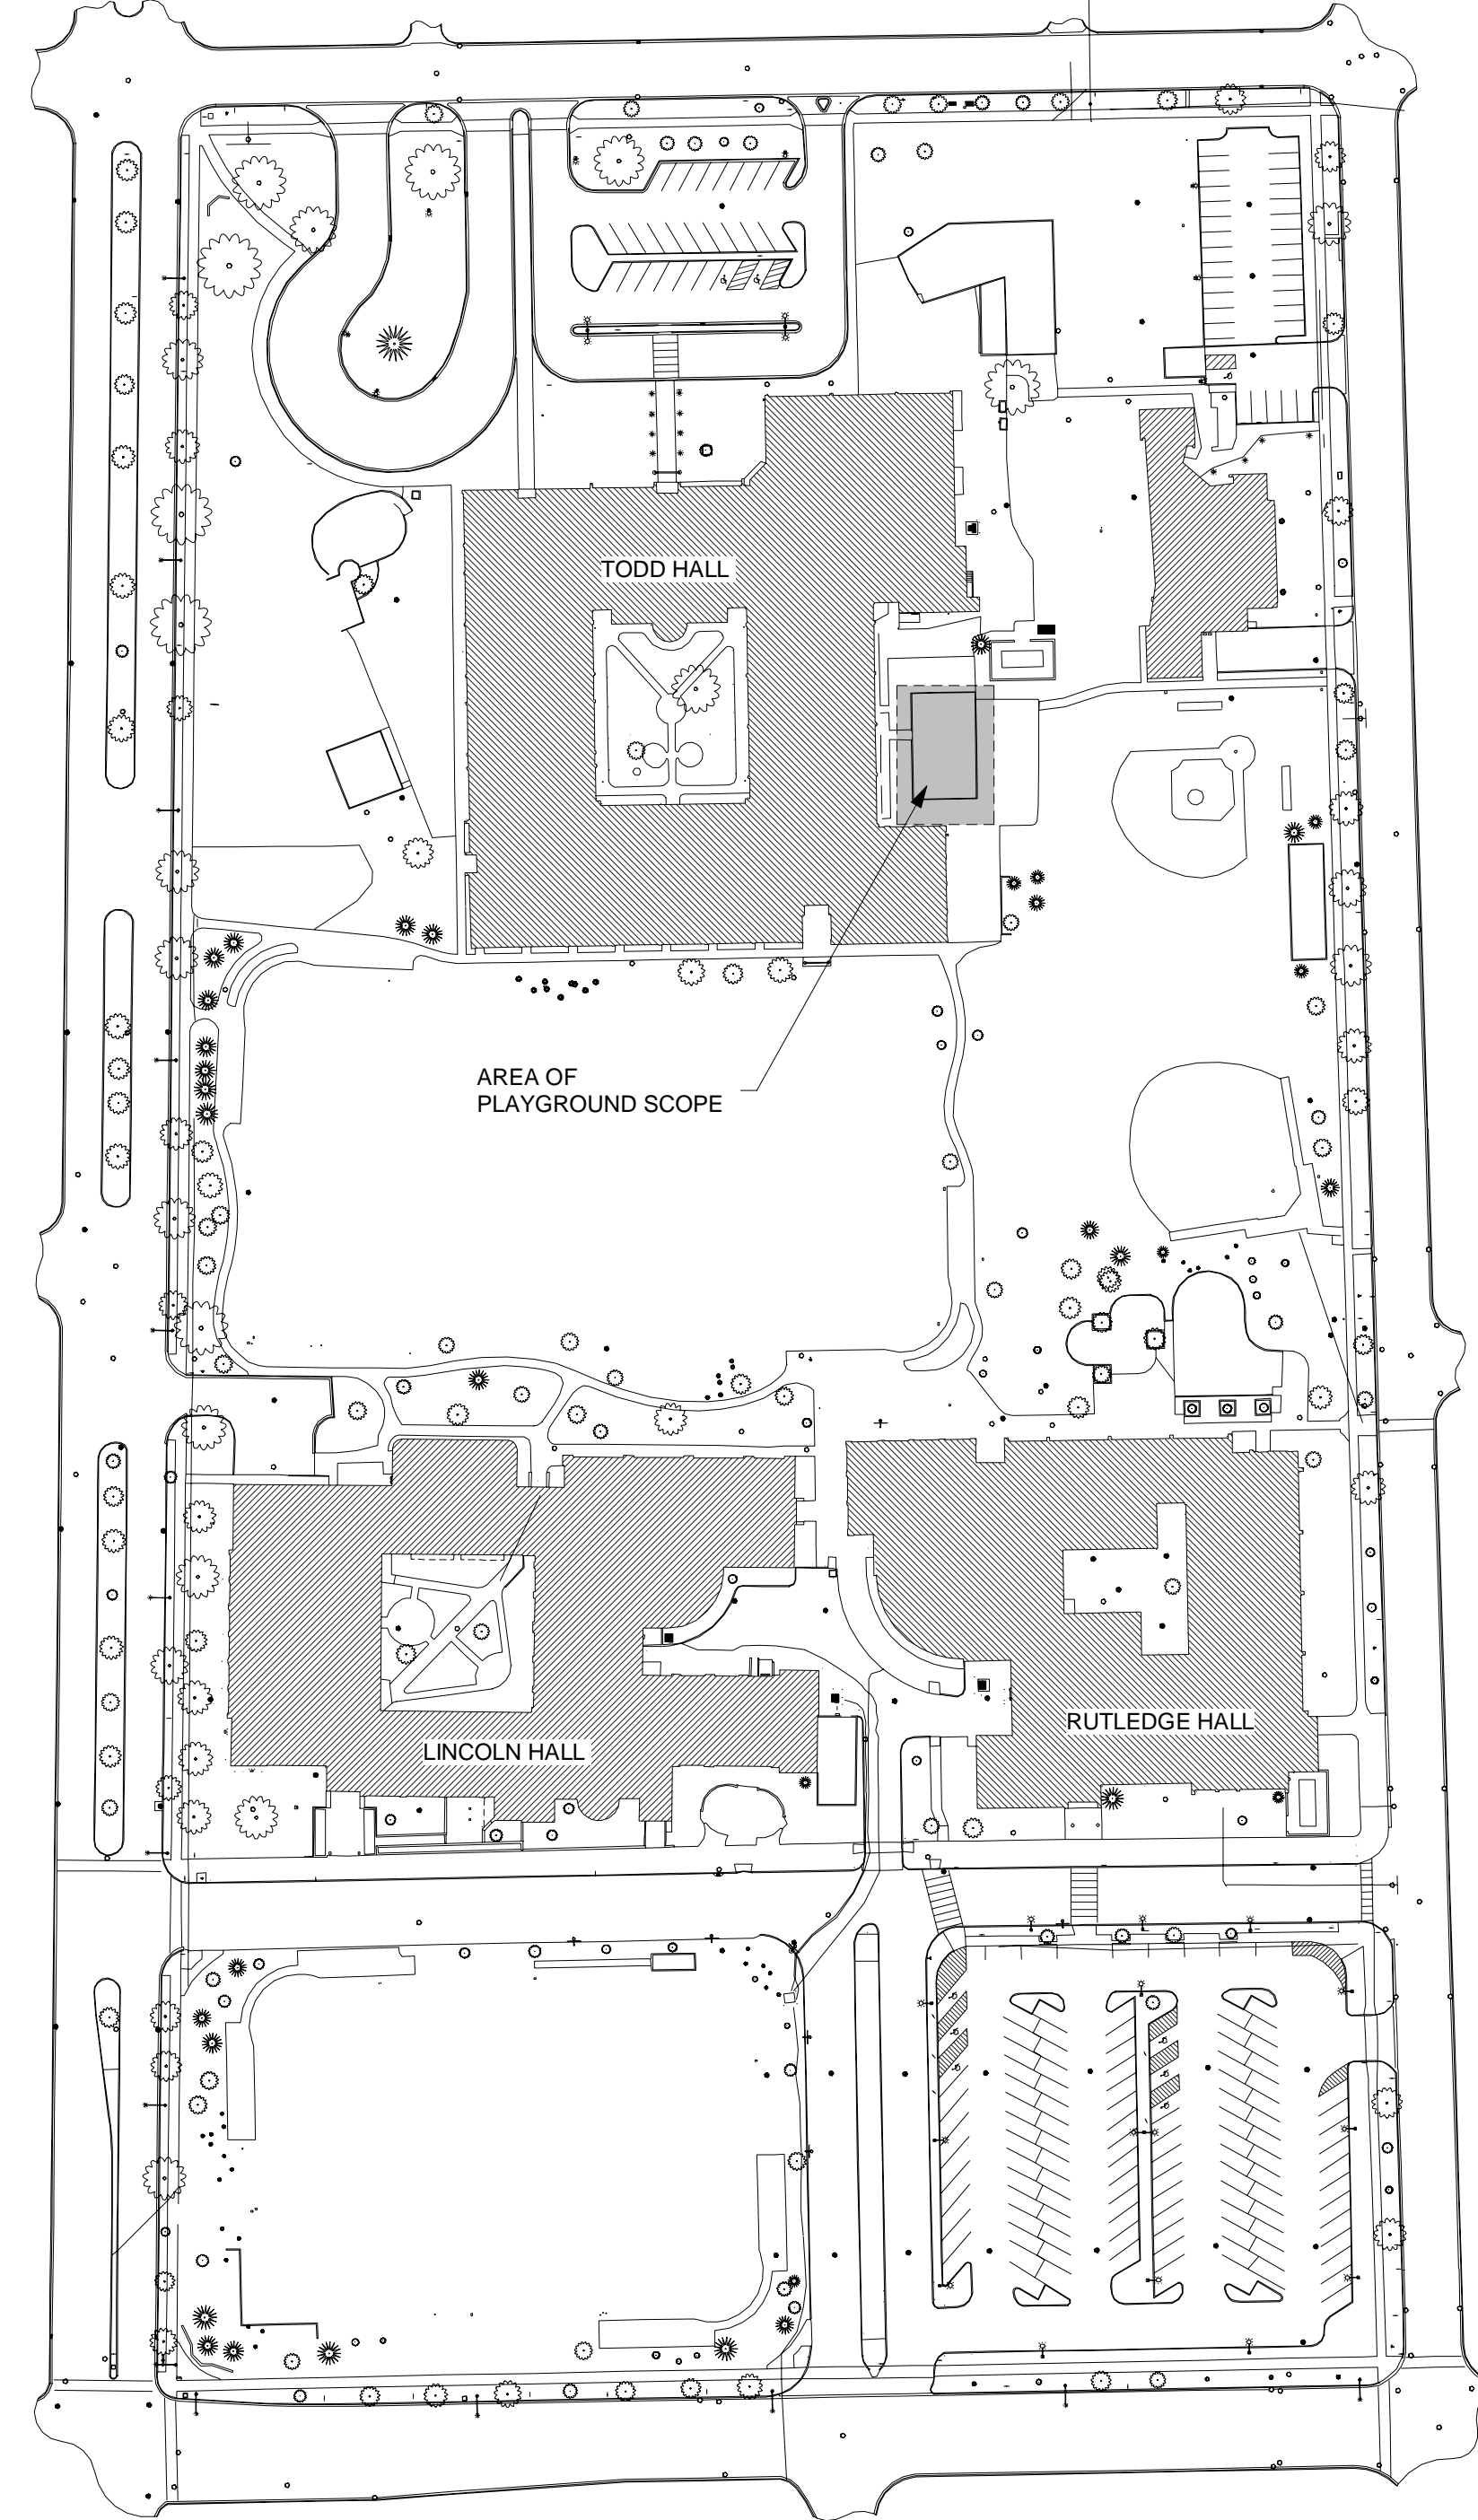 TODD HALL
AREA OF
PLAYGROUND SCOPE
RUTLEDGE HALL
LINCOLN HALL